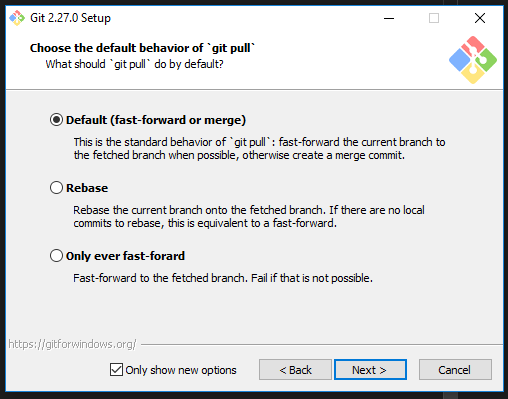 Git 2.27.0 Setup
Choose the default behavior of `git pull`
What should `git pull` do by default?
Default (fast-forward or merge)
This is the standard behavior of `git pull`: fast-forward the current branch to
the fetched branch when possible, otherwise create a merge commit.
Rebase
Rebase the current branch onto the fetched branch. If there are no local
commits to rebase, this is equivalent to a fast-forward.
Only ever fast-forard
Fast-forward to the fetched branch. Fail if that is not possible.
https://gitforwindows.org/
Only show new options
< Back
Next >
Cancel